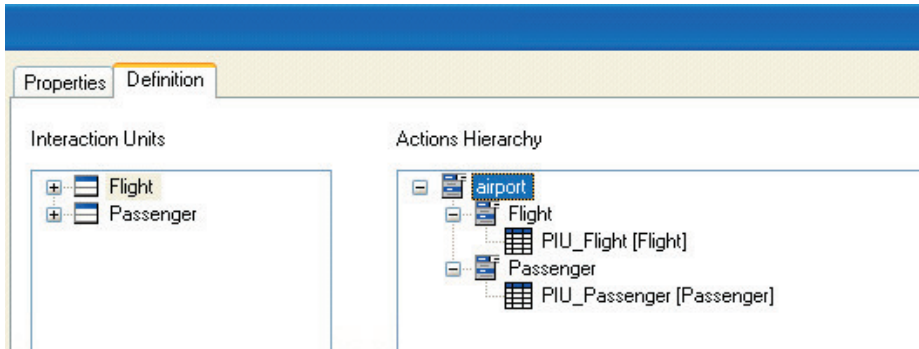 Properties Definition
Interaction Units Actions Hierarchy
Flight
Passenger
airport
Flight
PIU_Flight [Flight]
Passenger
PIU_Passenger [Passenger]